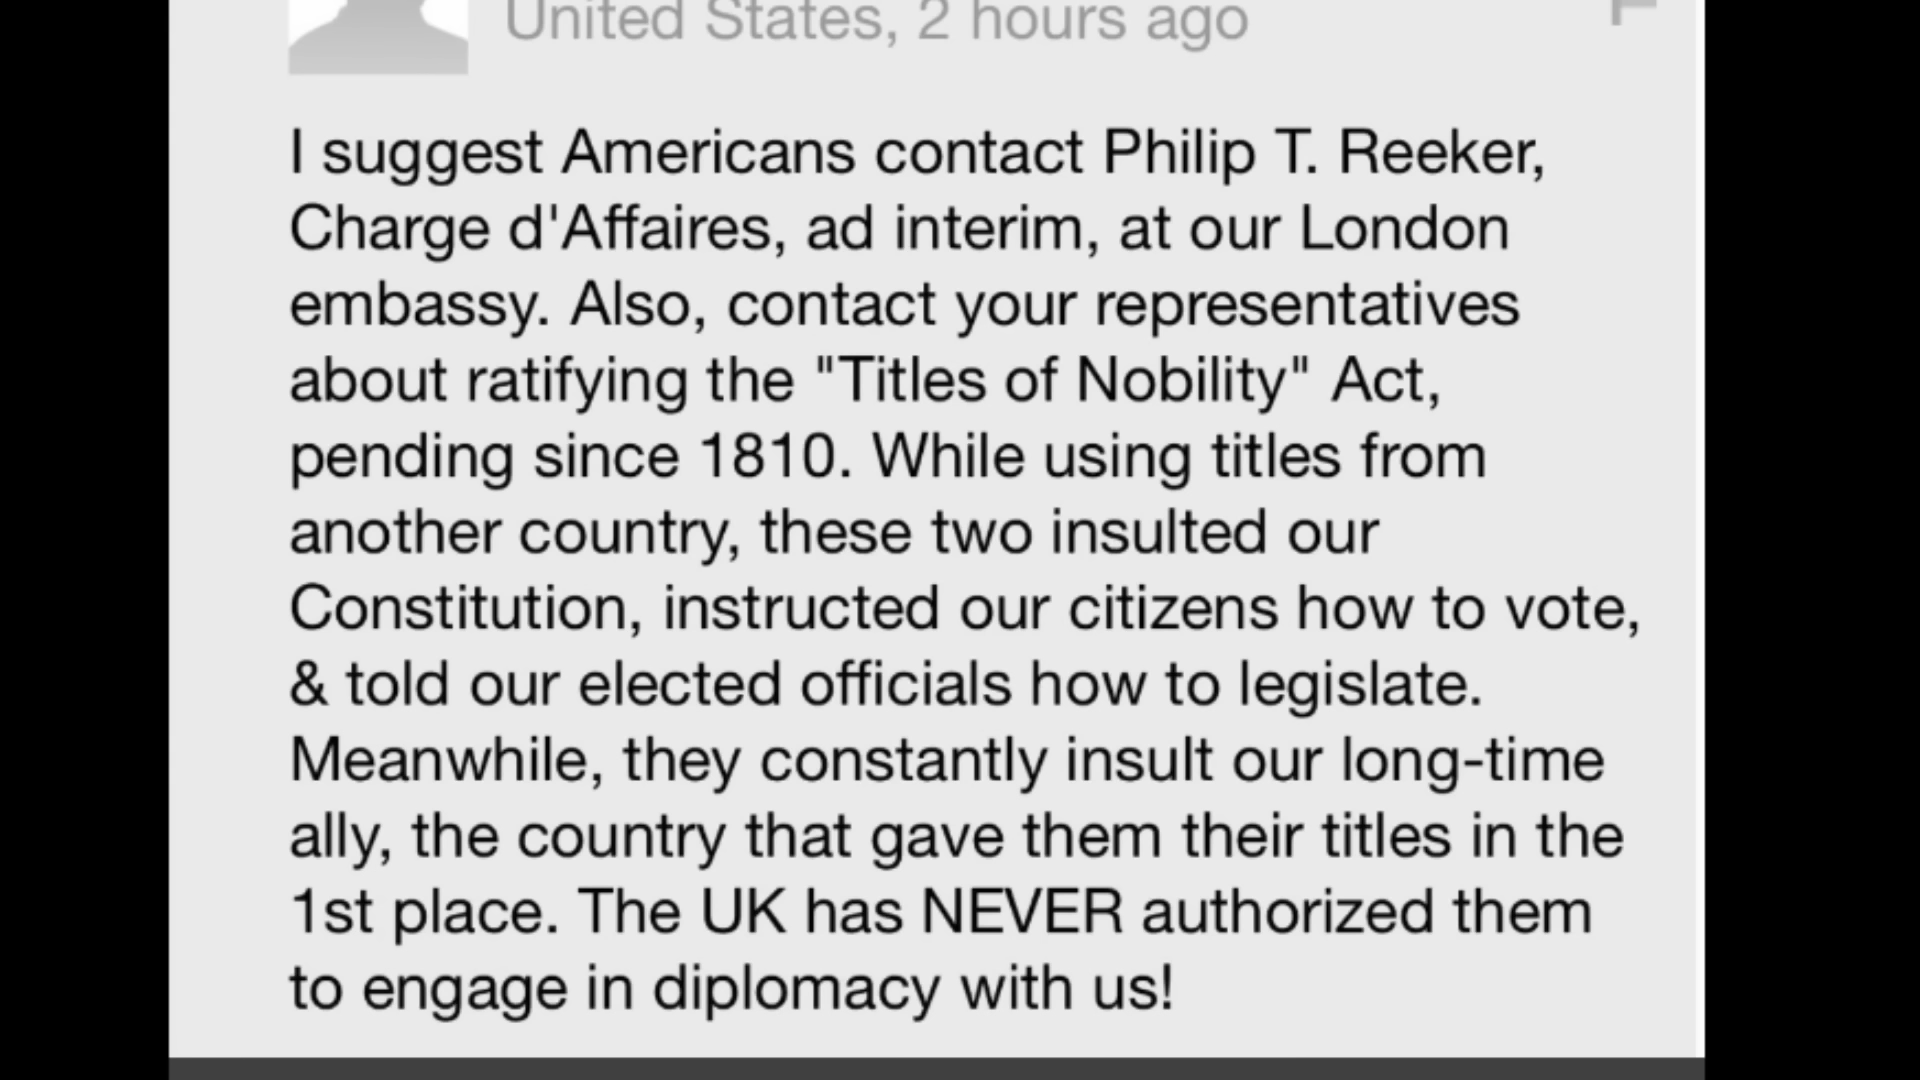 United States, 2 hours ago
I suggest Americans contact Philip T. Reeker,
Charge d'Affaires, ad interim, at our London
embassy. Also, contact your representatives
about ratifying the "Titles of Nobility" Act,
pending since 1810. While using titles from
another country, these two insulted our
Constitution, instructed our citizens how to vote,
& told our elected officials how to legislate.
Meanwhile, they constantly insult our long-time
ally, the country that gave them their titles in the
1st place. The UK has NEVER authorized them
to engage in diplomacy with us!